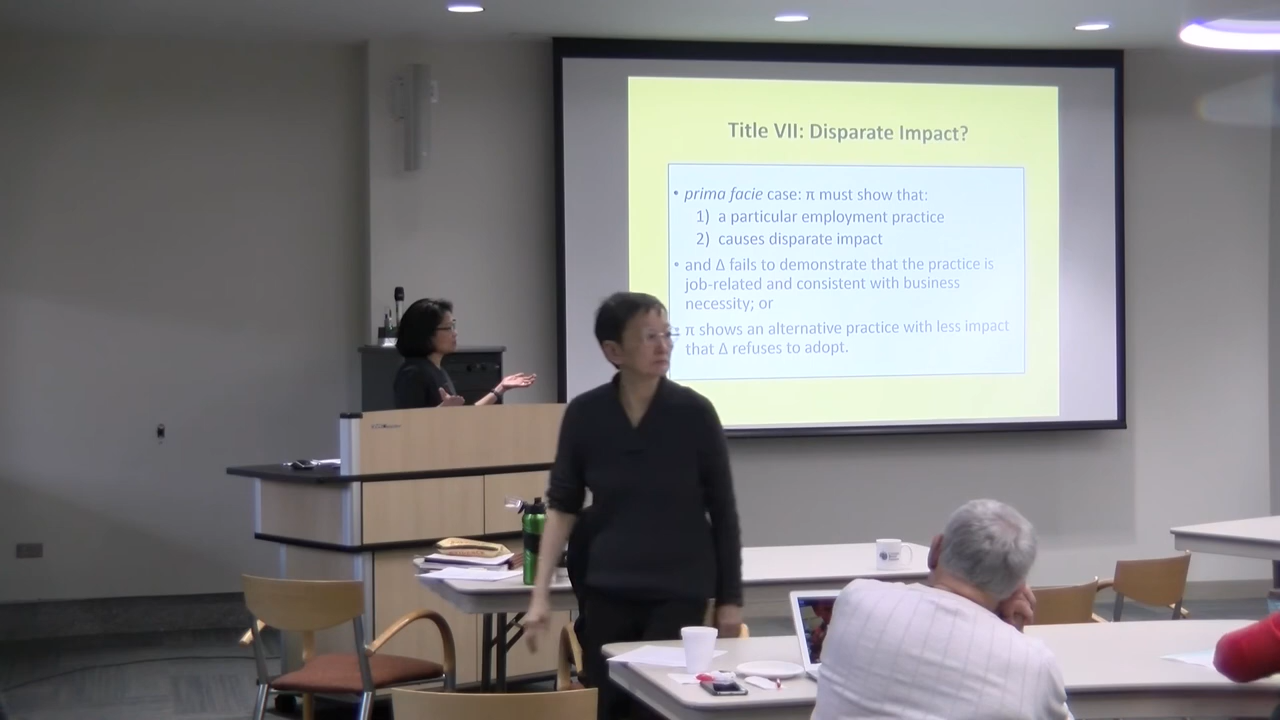 Title VII: Disparate Impact?
• prima facie case: π must show that:
1) a particular employment practice
2) causes disparate impact
• and Δ fails to demonstrate that the practice is
job-related and consistent with business
necessity; or
• π shows an alternative practice with less impact
that Δ refuses to adopt.